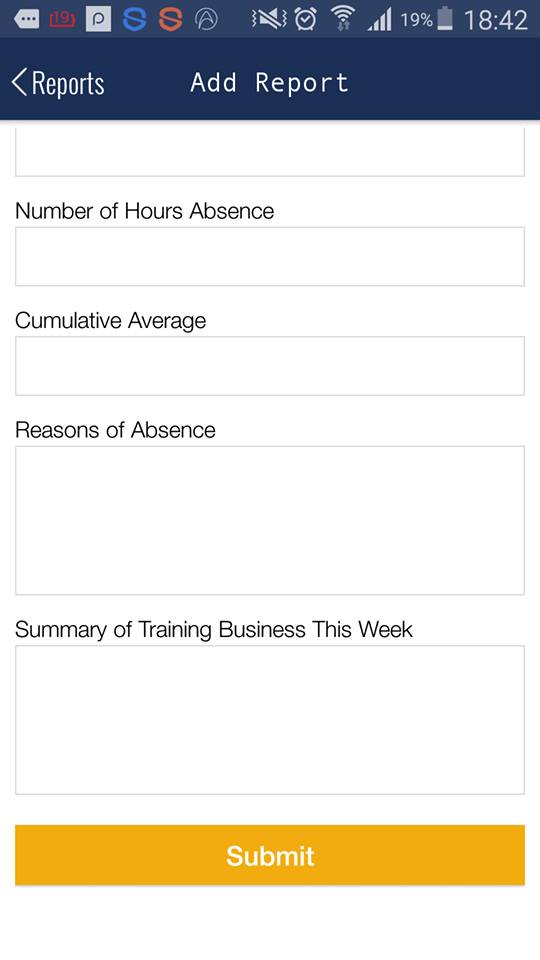 19 P S S 19% 18:42
Reports Add Report
Number of Hours Absence
Cumulative Average
Reasons of Absence
Summary of Training Business This Week
Submit